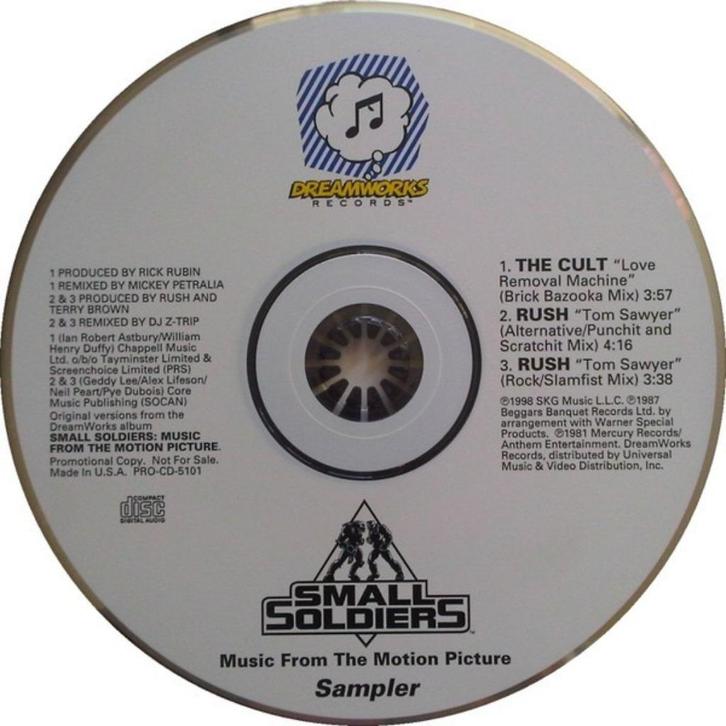 DREAMWORKS
RECORDS™
1 PRODUCED BY RICK RUBIN
1 REMIXED BY MICKEY PETRALIA
2 & 3 PRODUCED BY RUSH AND
TERRY BROWN
2 & 3 REMIXED BY DJ Z-TRIP
1 (Ian Robert Astbury/William
Henry Duffy) Chappell Music
Ltd. o/b/o Tayminster Limited &
Screenchoice Limited (PRS)
2 & 3 (Geddy Lee/Alex Lifeson/
Neil Peart/Pye Dubois) Core
Music Publishing (SOCAN)
Original versions from the
DreamWorks album
SMALL SOLDIERS: MUSIC
FROM THE MOTION PICTURE.
Promotional Copy. Not For Sale.
Made In U.S.A. PRO-CD-5101
COMPACT
disc
DIGITAL AUDIO
1. THE CULT "Love
Removal Machine"
(Brick Bazooka Mix) 3:57
2. RUSH "Tom Sawyer"
(Alternative/Punchit and
Scratchit Mix) 4:16
3. RUSH "Tom Sawyer"
(Rock/Slamfist Mix) 3:38
℗1998 SKG Music L.L.C. ℗1987
Beggars Banquet Records Ltd. by
arrangement with Warner Special
Products. ℗1981 Mercury Records/
Anthem Entertainment. DreamWorks
Records, distributed by Universal
Music & Video Distribution, Inc.
SMALL
SOLDIERS™
Music From The Motion Picture
Sampler